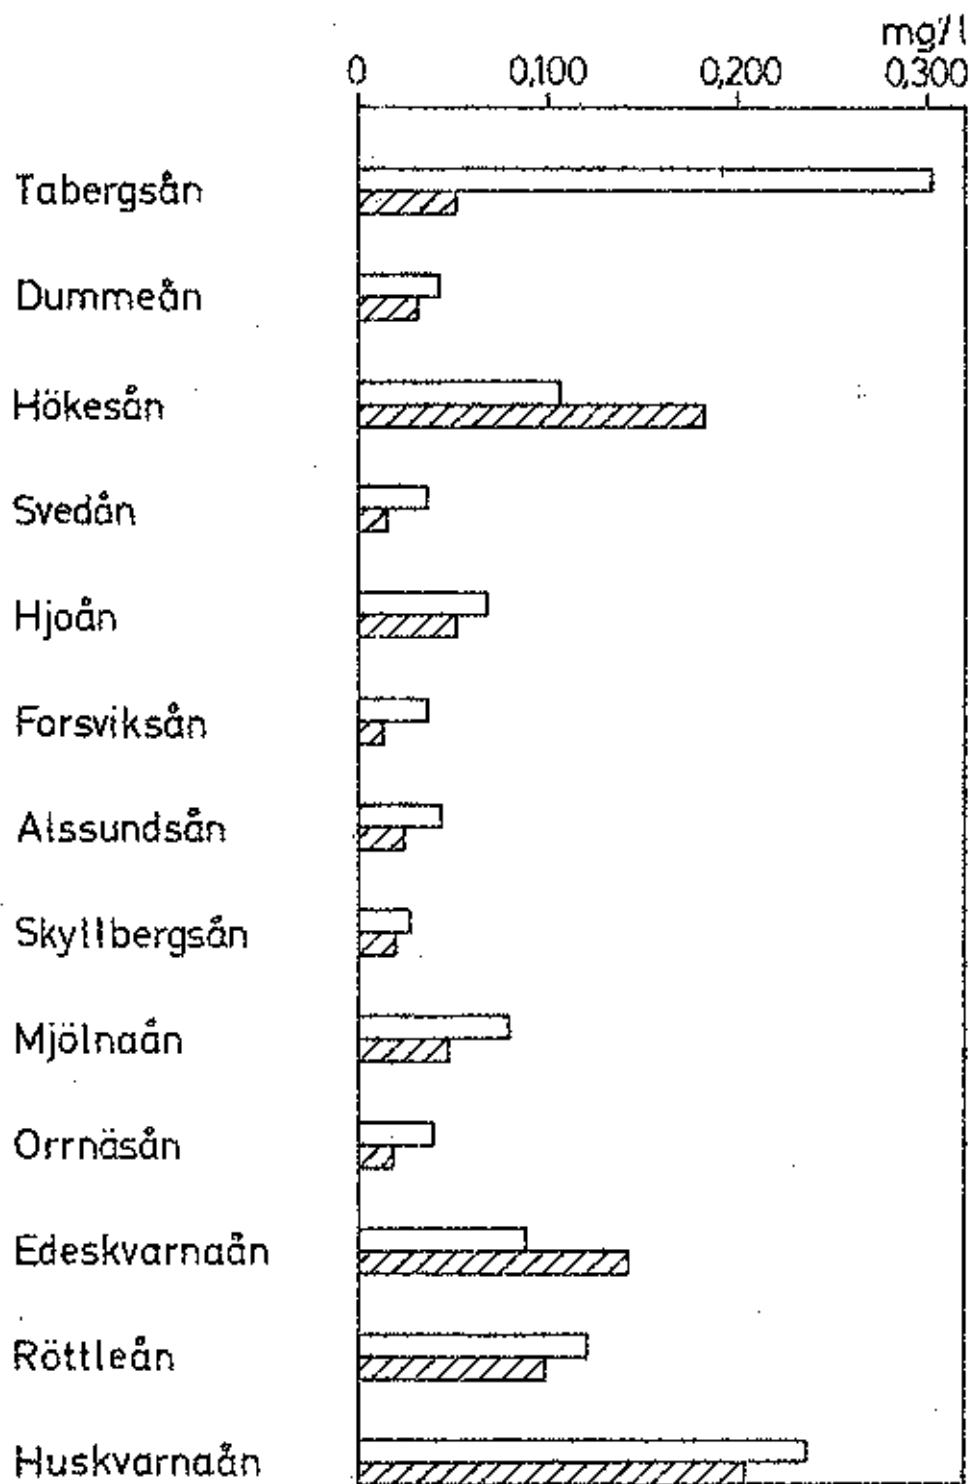 mg/l
0 0,100 0,200 0,300
Tabergsån
Dummeån
Hökesån
Svedån
Hjoån
Forsviksån
Alssundsån
Skyllbergsån
Mjölnaån
Orrnäsån
Edeskvarnaån
Röttleån
Huskvarnaån